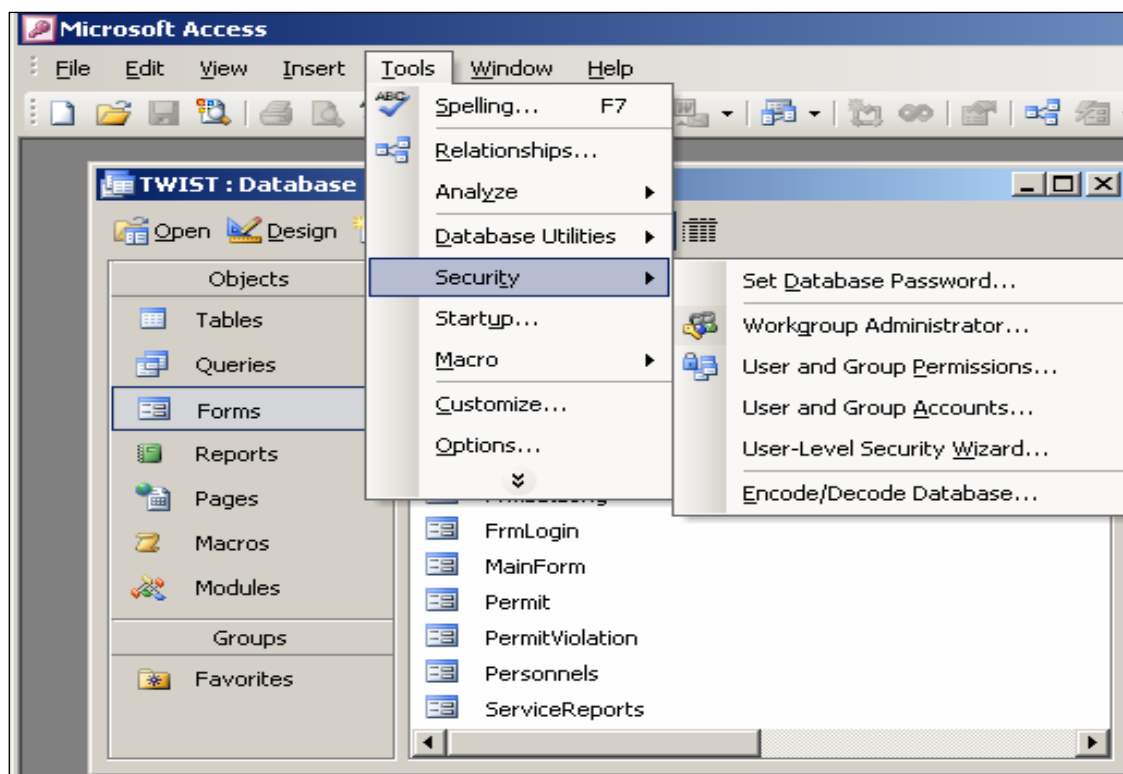 Microsoft Access
File Edit View Insert Tools Window Help
ABC Spelling... F7
Relationships...
Analyze
Database Utilities
Security
Startup...
Macro
Customize...
Options...
Set Database Password...
Workgroup Administrator...
User and Group Permissions...
User and Group Accounts...
User-Level Security Wizard...
Encode/Decode Database...
TWIST : Database
Open Design
Objects
Tables
Queries
Forms
Reports
Pages
Macros
Modules
Groups
Favorites
FrmLogin
MainForm
Permit
PermitViolation
Personnels
ServiceReports